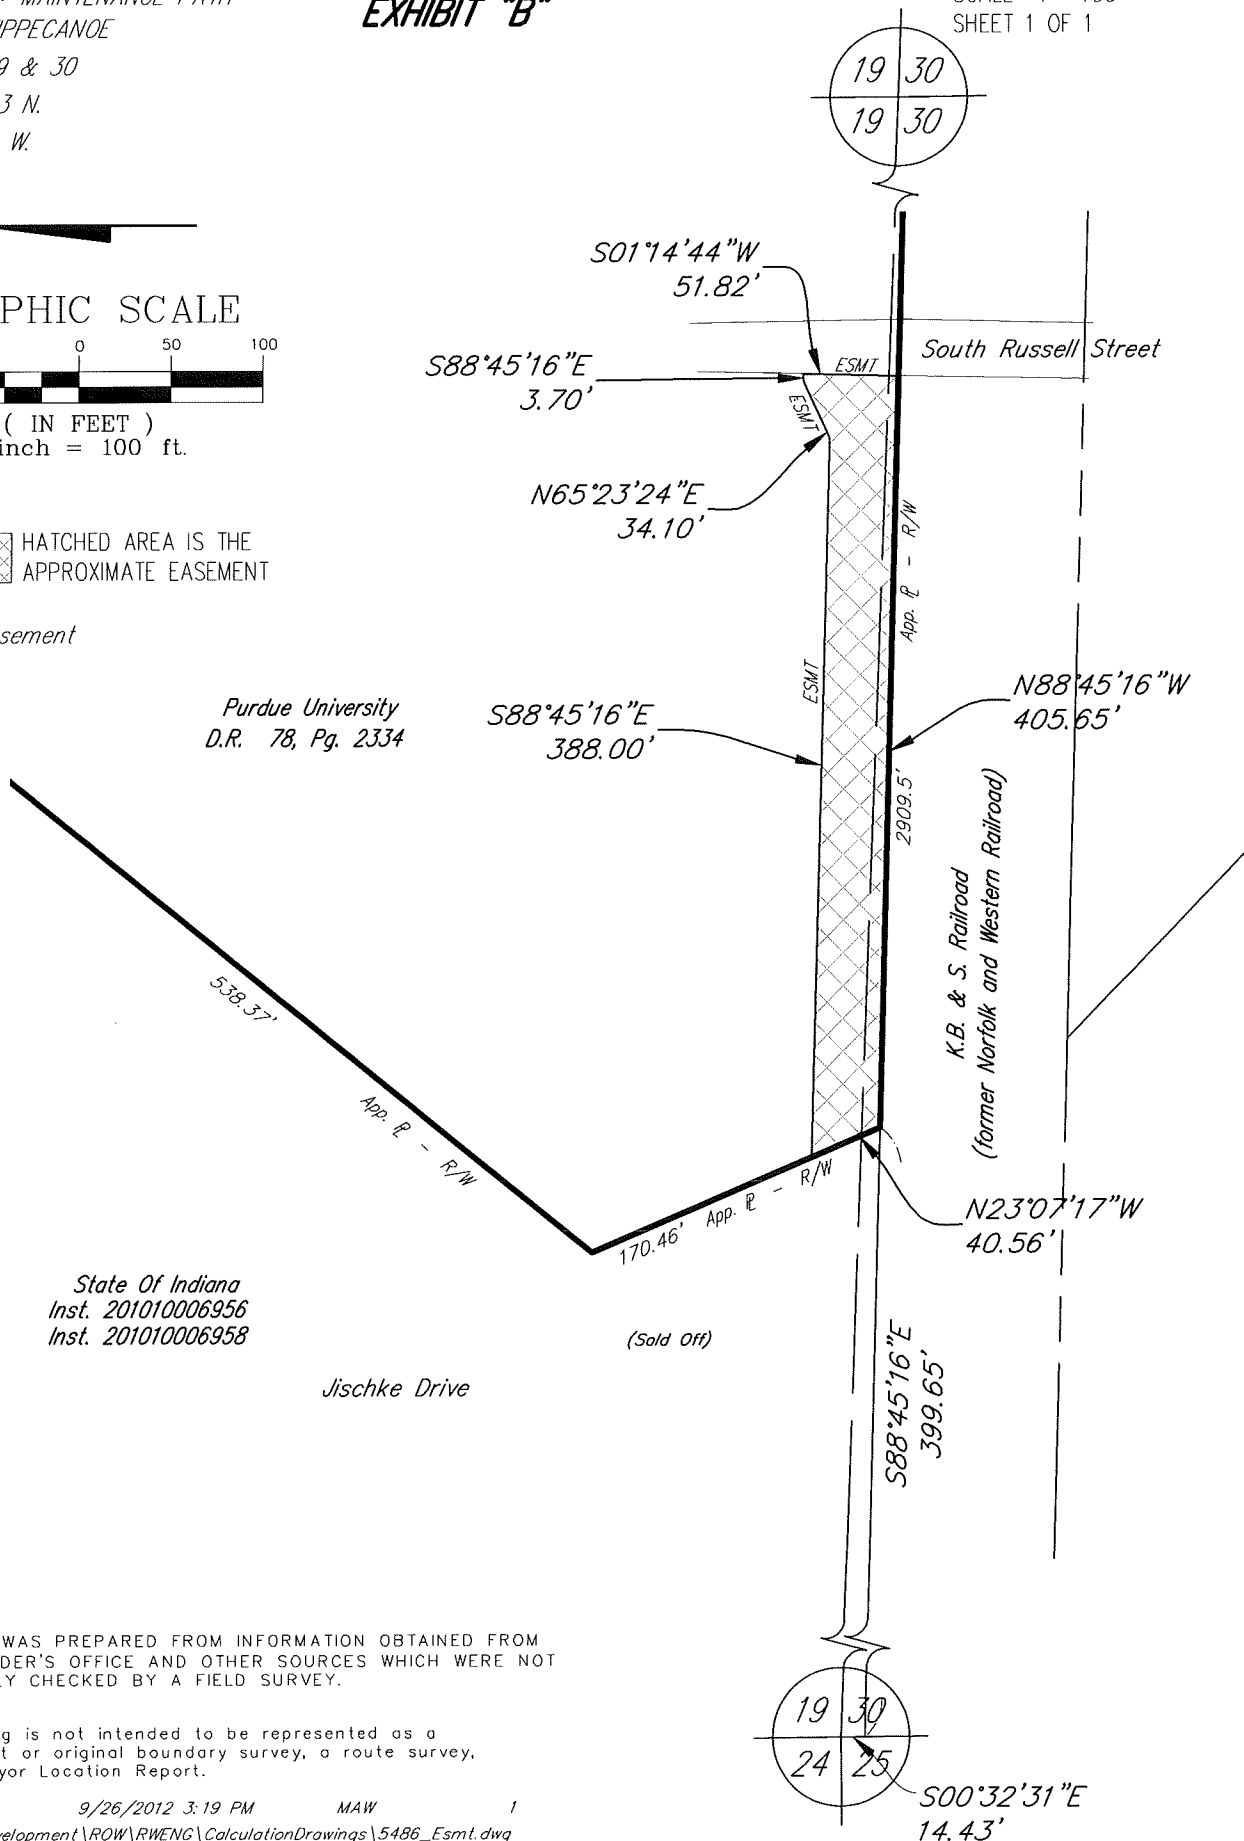 MAINTENANCE PATH
EXHIBIT "B"
SHEET 1 OF 1
PPECANOE
9 & 30
3 N.
W.
19 30
19 30
S01°14'44"W
51.82'
PHIC SCALE
0 50 100
( IN FEET )
inch = 100 ft.
South Russell Street
S88°45'16"E
3.70'
ESMT
ESMT
N65°23'24"E
34.10'
HATCHED AREA IS THE
APPROXIMATE EASEMENT
App. PL - R/W
sement
ESMT
N88°45'16"W
405.65'
Purdue University
D.R. 78, Pg. 2334
S88°45'16"E
388.00'
2909.5'
K.B. & S. Railroad
(former Norfolk and Western Railroad)
538.37'
App. PL - R/W
170.46' App. PL - R/W
N23°07'17"W
40.56'
State Of Indiana
Inst. 201010006956
Inst. 201010006958
(Sold Off)
Jischke Drive
S88°45'16"E
399.65'
WAS PREPARED FROM INFORMATION OBTAINED FROM
DER'S OFFICE AND OTHER SOURCES WHICH WERE NOT
LY CHECKED BY A FIELD SURVEY.
g is not intended to be represented as a
t or original boundary survey, a route survey,
yor Location Report.
19 30
24 25
S00°32'31"E
14.43'
9/26/2012 3:19 PM MAW 1
velopment\ROW\RWENG\CalculationDrawings\5486_Esmt.dwg